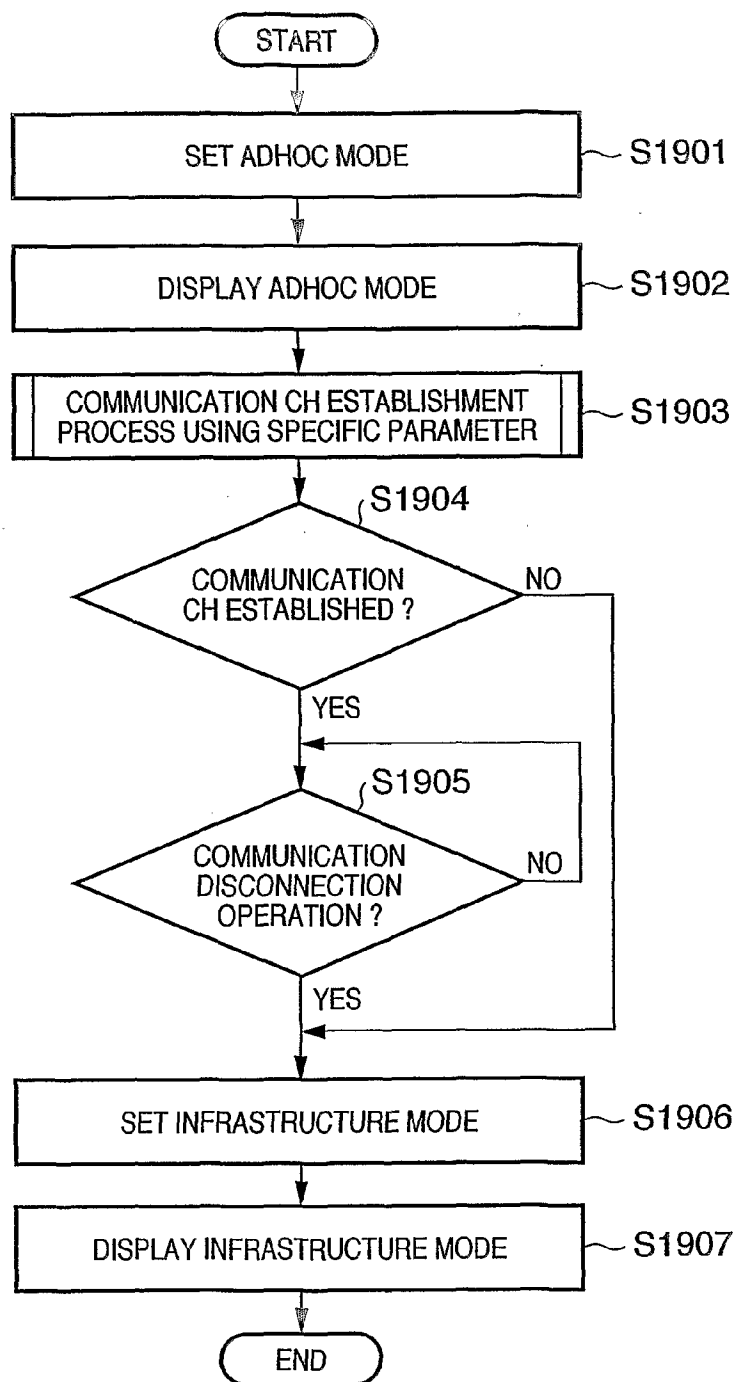 START
SET ADHOC MODE
S1901
DISPLAY ADHOC MODE
S1902
COMMUNICATION CH ESTABLISHMENT
PROCESS USING SPECIFIC PARAMETER
S1903
S1904
COMMUNICATION
CH ESTABLISHED ?
NO
YES
S1905
COMMUNICATION
DISCONNECTION
OPERATION ?
NO
YES
SET INFRASTRUCTURE MODE
S1906
DISPLAY INFRASTRUCTURE MODE
S1907
END